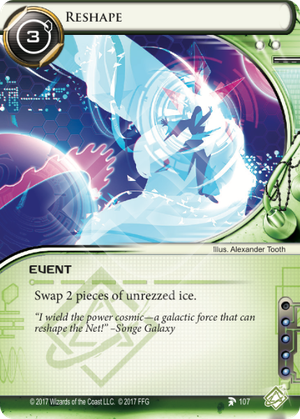 Reshape
3
Illus. Alexander Tooth
EVENT
Swap 2 pieces of unrezzed ice.
“I wield the power cosmic—a galactic force that can
reshape the Net!” –Songe Galaxy
© 2017 Wizards of the Coast LLC. © 2017 FFG
107